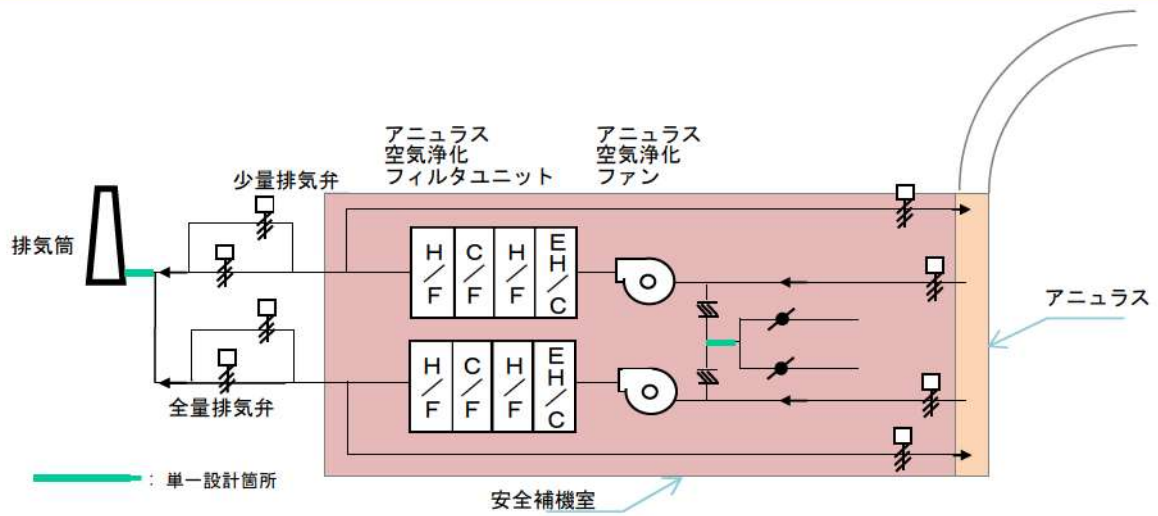 アニュラス
空気浄化
フィルタユニット
アニュラス
空気浄化
ファン
少量排気弁
排気筒
H/F
C/F
H/F
EH/C
アニュラス
H/F
C/F
H/F
EH/C
全量排気弁
：単一設計箇所
安全補機室